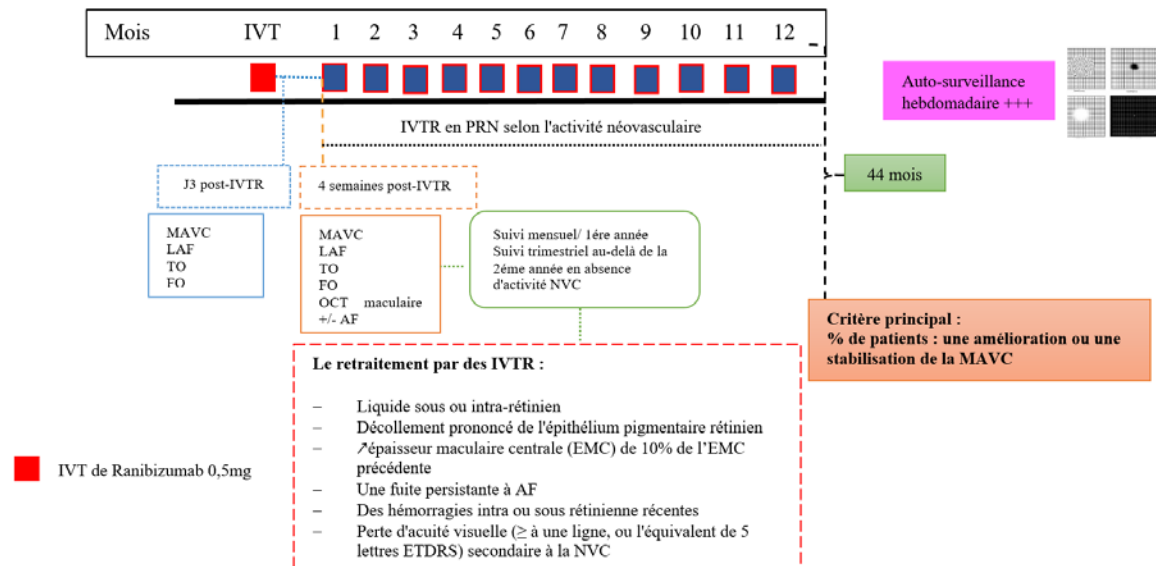 Mois IVT 1 2 3 4 5 6 7 8 9 10 11 12
Auto-surveillance
hebdomadaire +++
IVTR en PRN selon l'activité néovasculaire
44 mois
J3 post-IVTR
4 semaines post-IVTR
MAVC
LAF
TO
FO
MAVC
LAF
TO
FO
OCT maculaire
+/- AF
Suivi mensuel/ 1ére année
Suivi trimestriel au-delà de la
2éme année en absence
d'activité NVC
Critère principal :
% de patients : une amélioration ou une
stabilisation de la MAVC
Le retraitement par des IVTR :
– Liquide sous ou intra-rétinien
– Décollement prononcé de l'épithélium pigmentaire rétinien
– ↗épaisseur maculaire centrale (EMC) de 10% de l’EMC
précédente
– Une fuite persistante à AF
– Des hémorragies intra ou sous rétinienne récentes
– Perte d'acuité visuelle (≥ à une ligne, ou l'équivalent de 5
lettres ETDRS) secondaire à la NVC
IVT de Ranibizumab 0,5mg